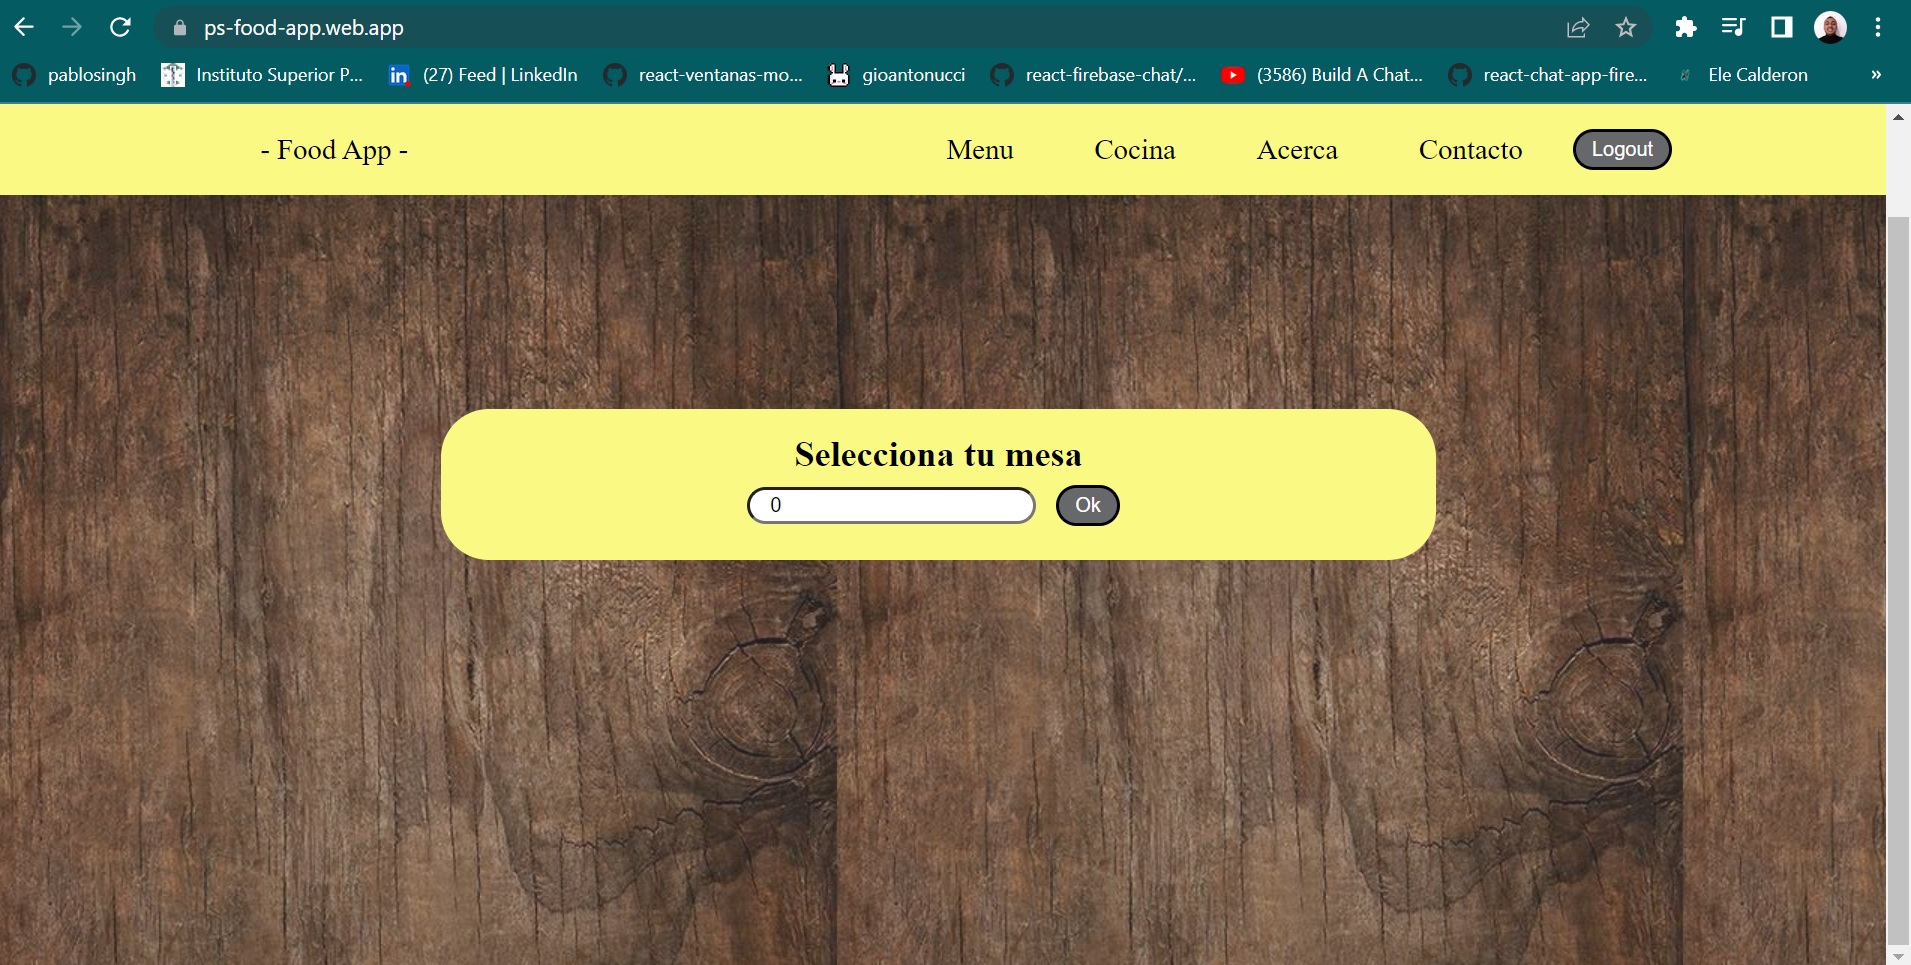 ps-food-app.web.app
pablosingh
Instituto Superior P...
(27) Feed | LinkedIn
react-ventanas-mo...
gioantonucci
react-firebase-chat/...
(3586) Build A Chat...
react-chat-app-fire...
Ele Calderon
»
- Food App -
Menu
Cocina
Acerca
Contacto
Logout
Selecciona tu mesa
0
Ok